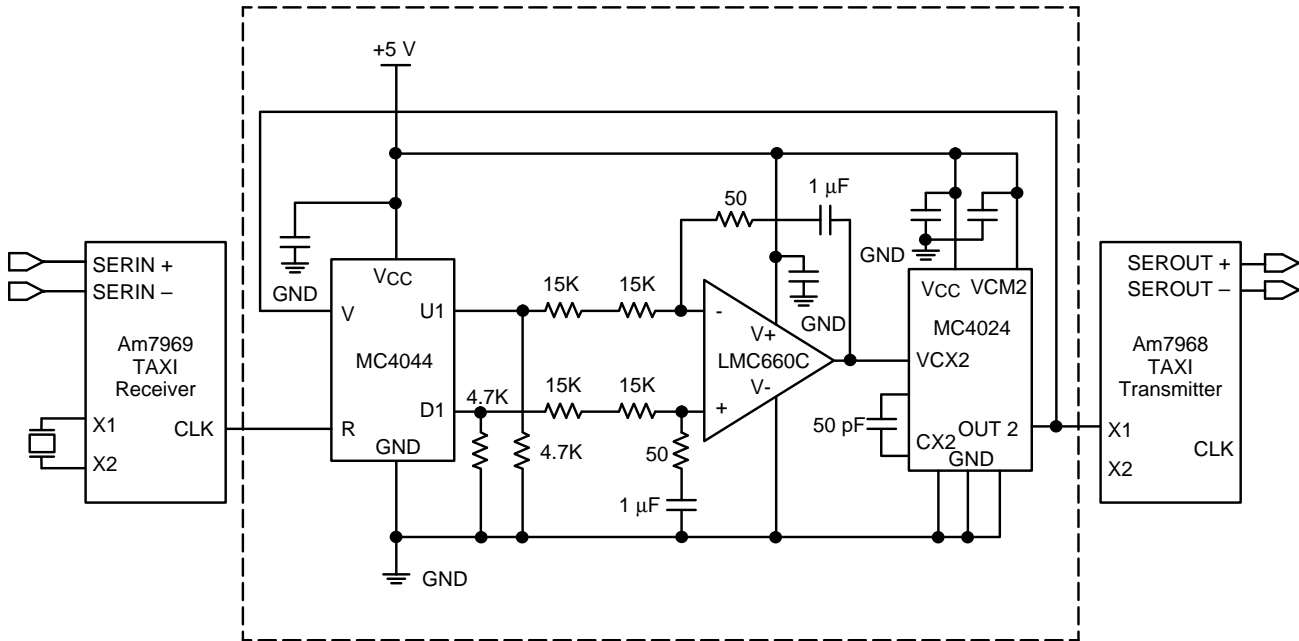 +5 V
1 µF
50
GND
SERIN +
SERIN –
Am7969
TAXI
Receiver
X1
X2
CLK
GND
VCC
V
U1
MC4044
D1
R
GND
15K
15K
15K
15K
4.7K
4.7K
50
1 µF
-
+
V+
LMC660C
V-
GND
VCC
VCM2
MC4024
VCX2
50 pF
CX2
OUT 2
GND
SEROUT +
SEROUT –
Am7968
TAXI
Transmitter
X1
X2
CLK
GND